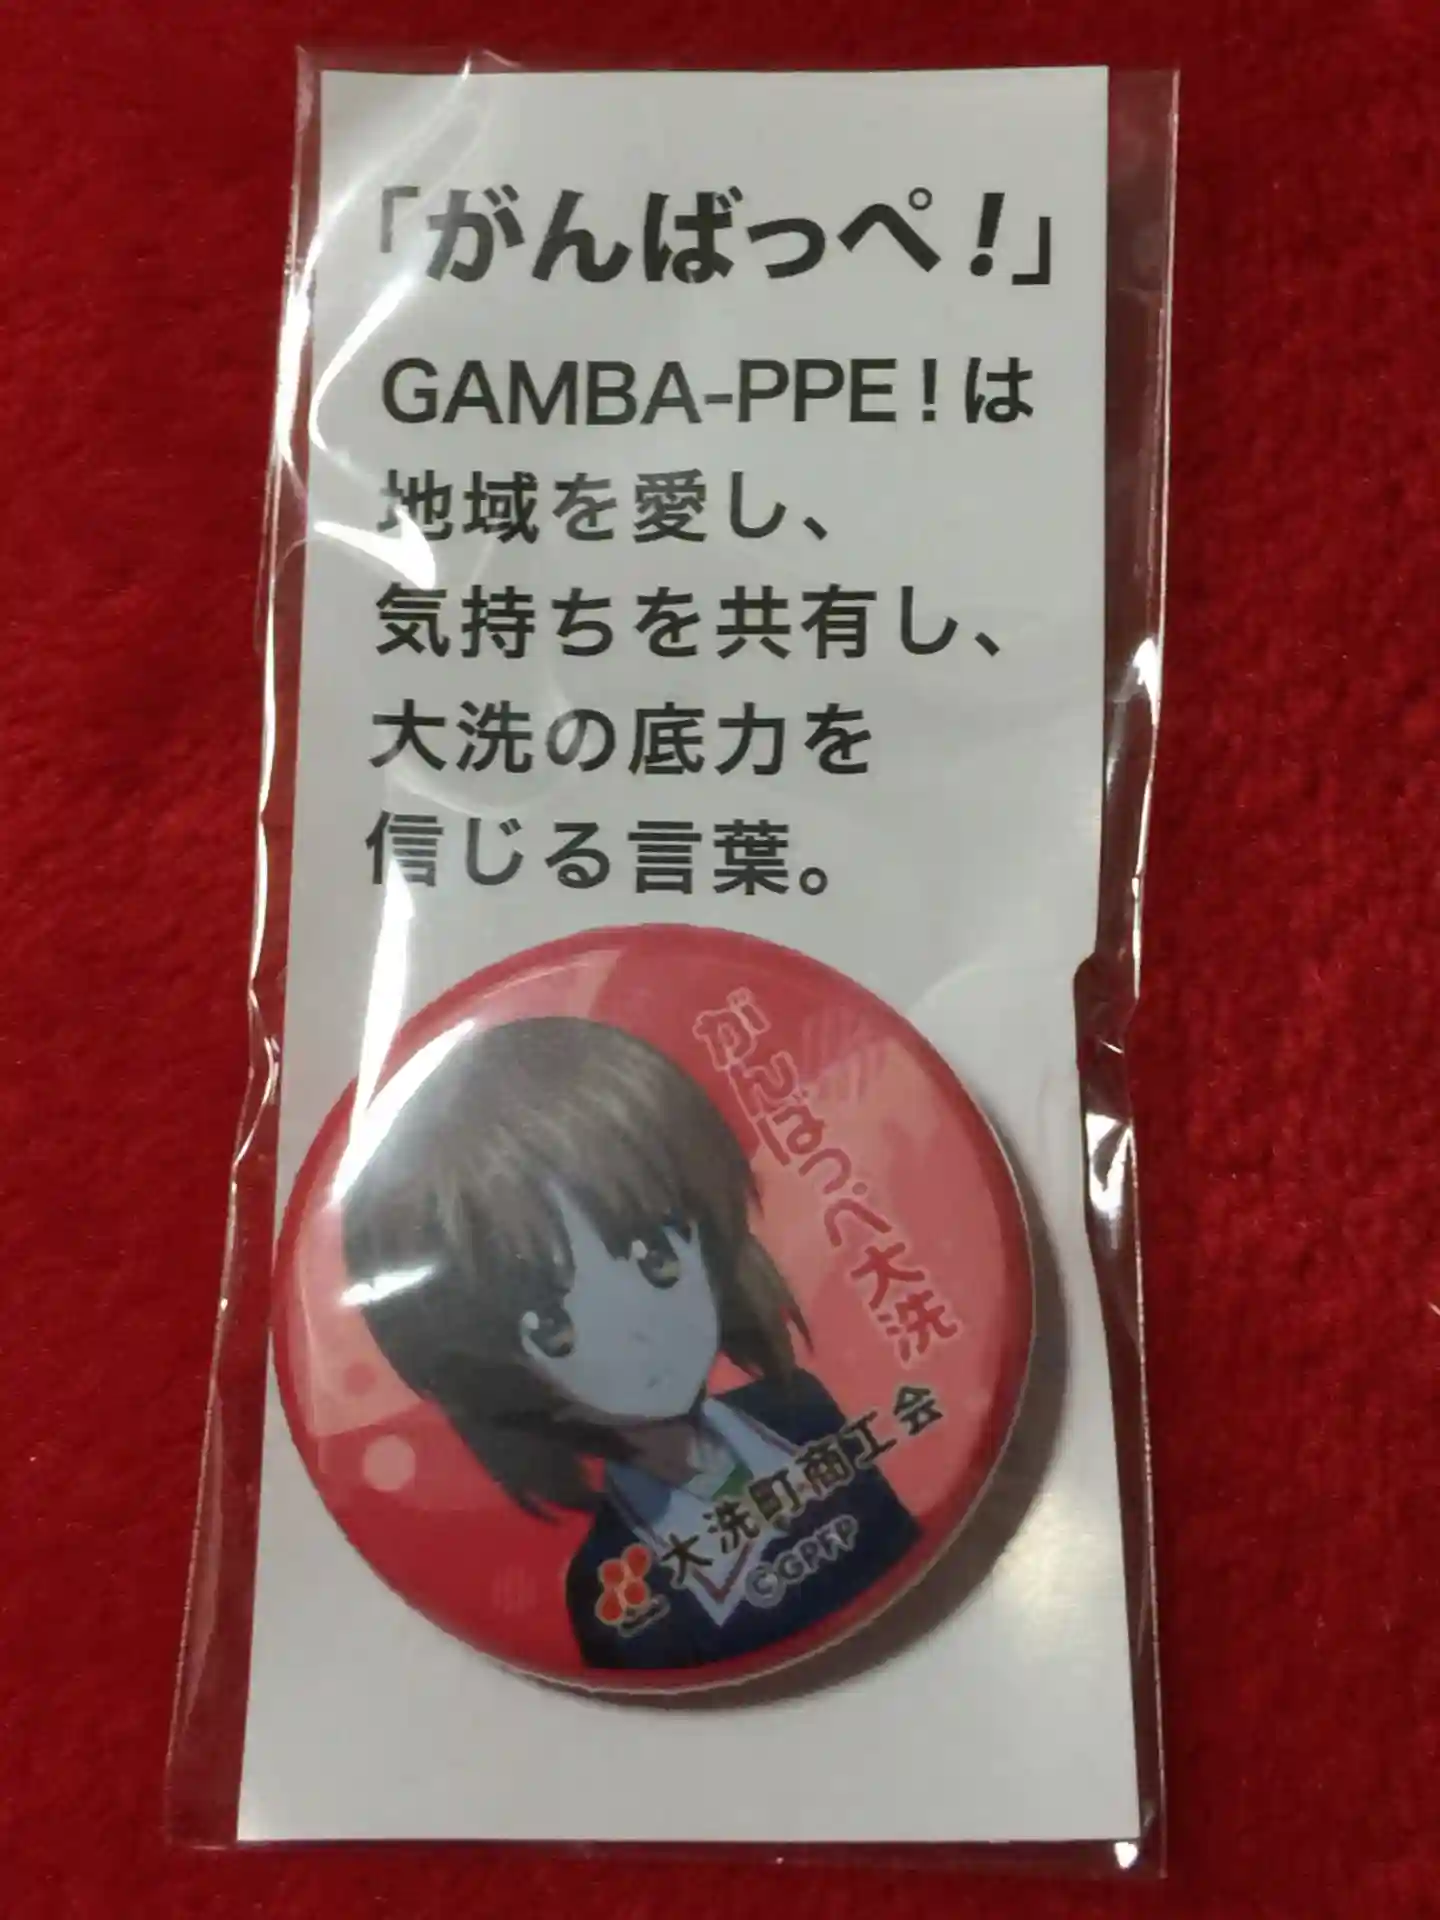 「がんばっぺ!」
GAMBA-PPE!は
地域を愛し、
気持ちを共有し、
大洗の底力を
信じる言葉。
がんばっぺ大洗
大洗町商工会
©GPFP